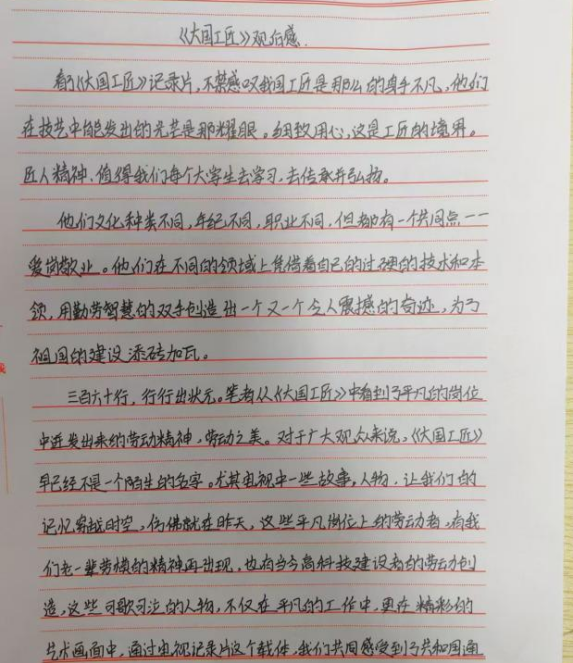 《大国工匠》观后感.
看了《大国工匠》记录片，不禁感叹我国工匠是那么的身手不凡，他们
在技艺中能发出的光芒是那耀眼。细致用心，这是工匠的境界。
匠人精神，值得我们每个大学生去学习，去传承并弘扬。
他们文化种类不同，年纪不同，职业不同，但都有一个共同点——
爱岗敬业。他们在不同的领域上凭借着自己的过硬的技术和本
领，用勤劳智慧的双手创造出一个又一个令人震撼的奇迹，为了
祖国的建设添砖加瓦。
三百六十行，行行出状元。笔者从《大国工匠》中看到了平凡的岗位
中迸发出来的劳动精神，劳动之美。对于广大观众来说，《大国工匠》
早已经不是一个陌生的名字。尤其电视中一些故事，人物，让我们的
记忆穿越时空，仿佛就在昨天，这些平凡岗位上的劳动者，有我
们老一辈劳模的精神再出现，也有当今高科技建设者的劳动创
造，这些可歌可泣的人物，不仅在平凡的工作中，更在精彩的
艺术画面中，通过电视记录片这个载体，我们共同感受到了共和国通